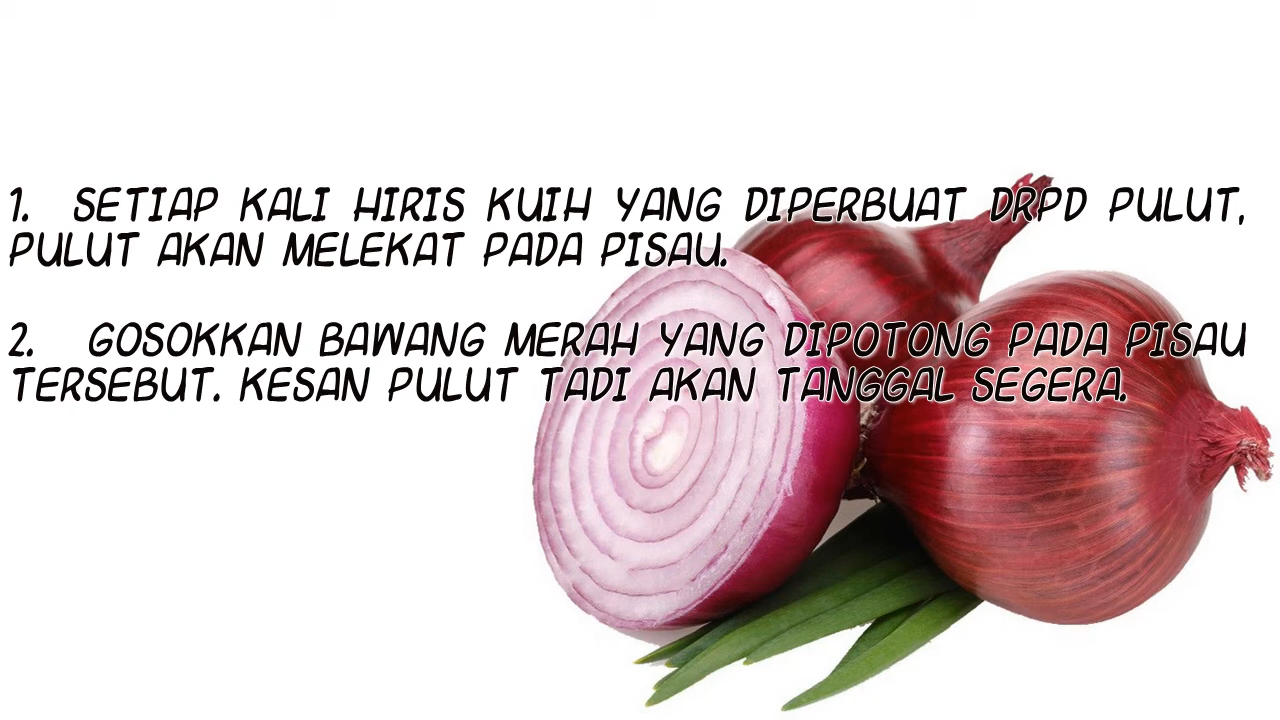 1. SETIAP KALI HIRIS KUIH YANG DIPERBUAT DRPD PULUT,
PULUT AKAN MELEKAT PADA PISAU.
2. GOSOKKAN BAWANG MERAH YANG DIPOTONG PADA PISAU
TERSEBUT. KESAN PULUT TADI AKAN TANGGAL SEGERA.